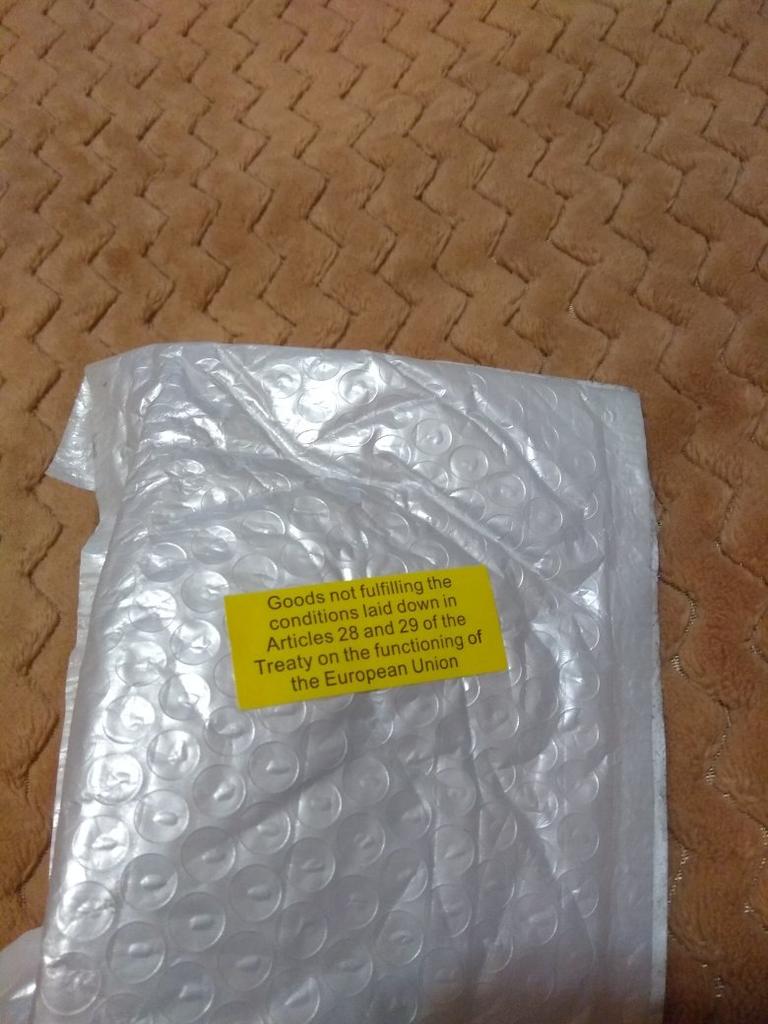 Goods not fulfilling the
conditions laid down in
Articles 28 and 29 of the
Treaty on the functioning of
the European Union